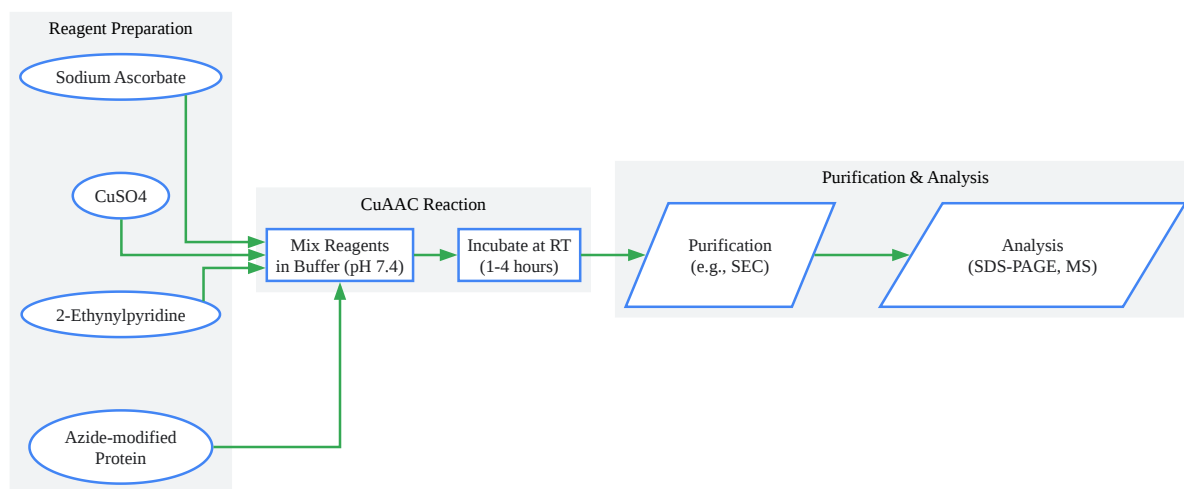 Reagent Preparation
Sodium Ascorbate
CuSO4
2-Ethynylpyridine
Azide-modified
Protein
CuAAC Reaction
Mix Reagents
in Buffer (pH 7.4)
Incubate at RT
(1-4 hours)
Purification & Analysis
Purification
(e.g., SEC)
Analysis
(SDS-PAGE, MS)